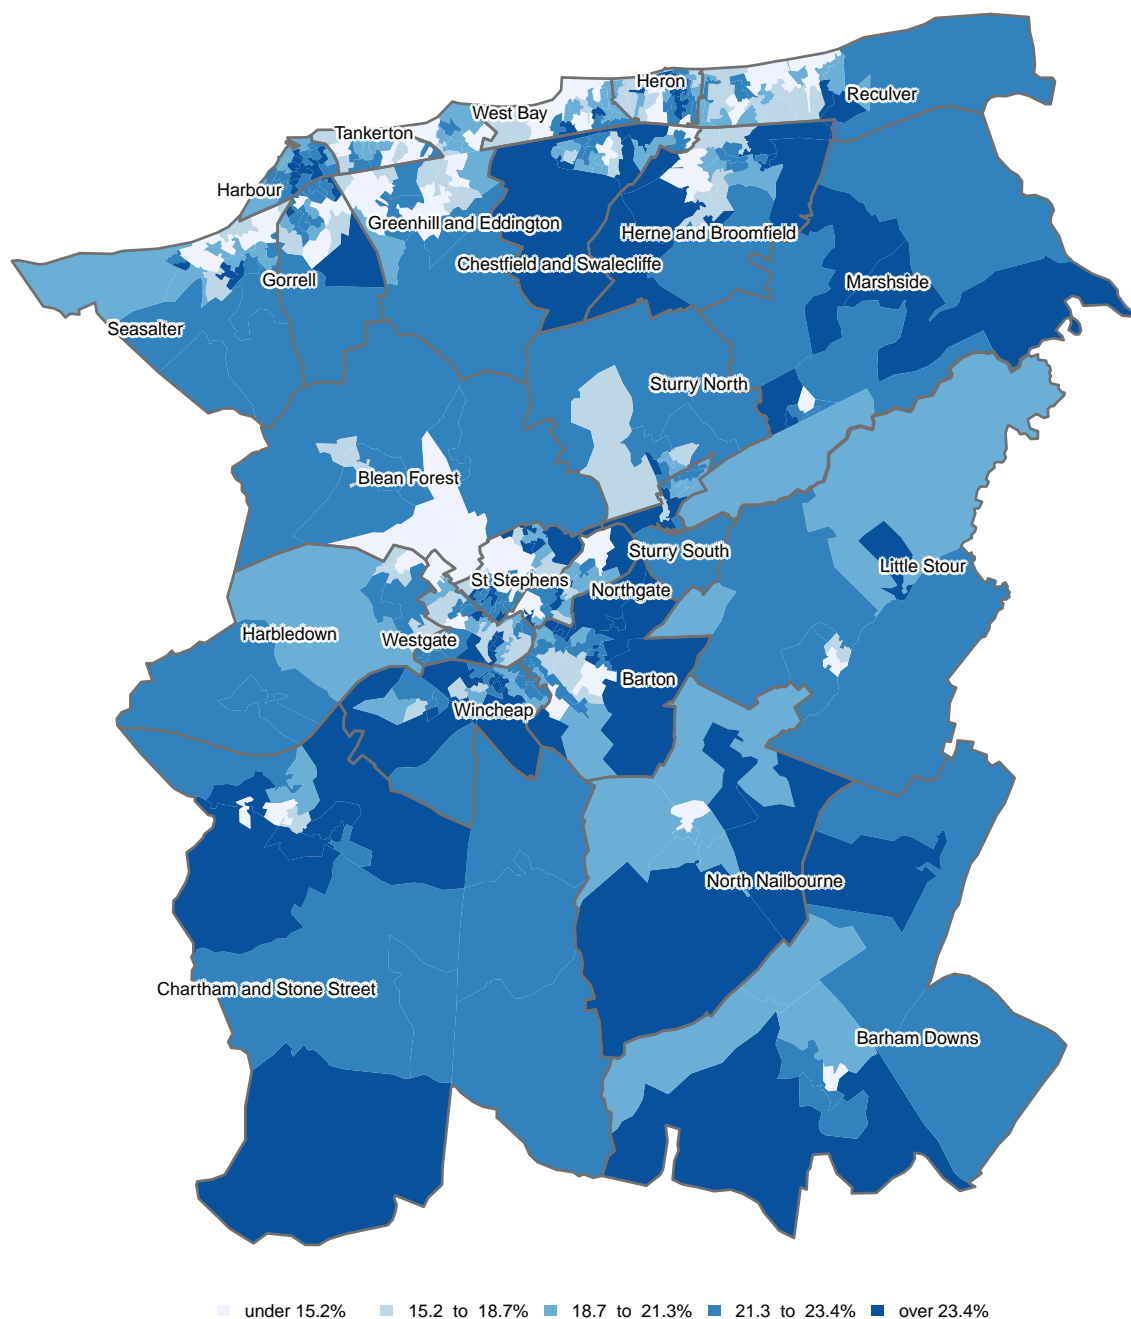 Heron
Reculver
West Bay
Tankerton
Harbour
Greenhill and Eddington
Herne and Broomfield
Chestfield and Swalecliffe
Gorrell
Marshside
Seasalter
Sturry North
Blean Forest
Sturry South
Little Stour
St Stephens
Northgate
Harbledown
Westgate
Barton
Wincheap
North Nailbourne
Chartham and Stone Street
Barham Downs
under 15.2% 15.2 to 18.7% 18.7 to 21.3% 21.3 to 23.4% over 23.4%